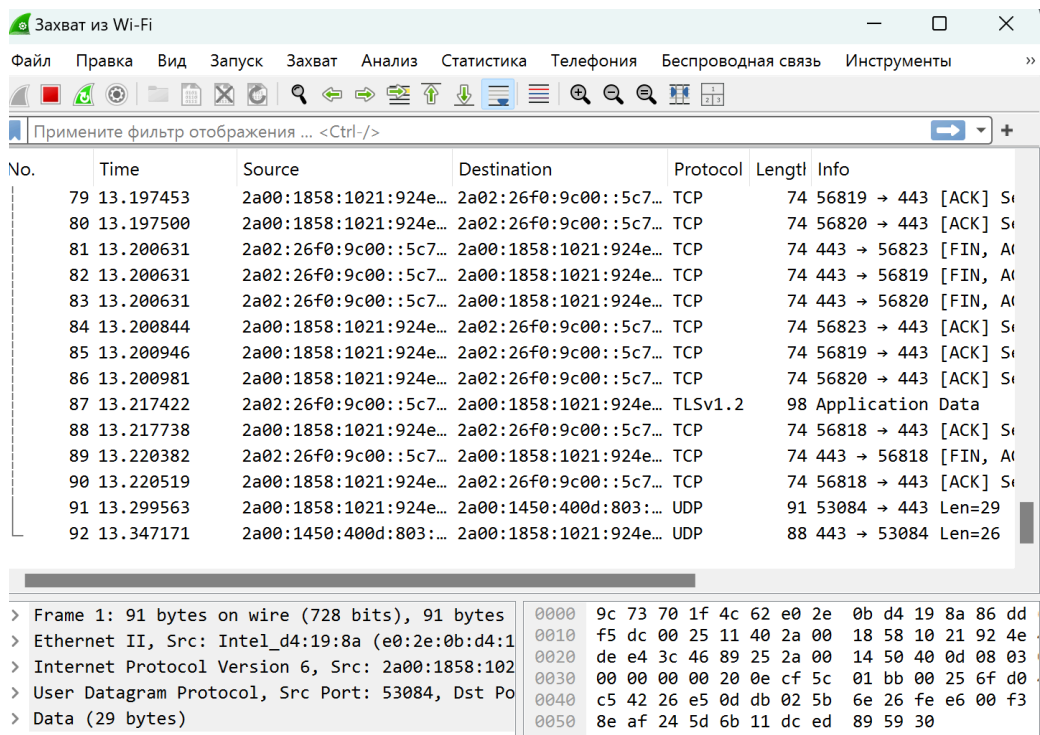 Захват из Wi-Fi
Файл Правка Вид Запуск Захват Анализ Статистика Телефония Беспроводная связь Инструменты »
Примените фильтр отображения ... <Ctrl-/>
No. Time Source Destination Protocol Length Info
79 13.197453 2a00:1858:1021:924e… 2a02:26f0:9c00::5c7… TCP 74 56819 → 443 [ACK] Se
80 13.197500 2a00:1858:1021:924e… 2a02:26f0:9c00::5c7… TCP 74 56820 → 443 [ACK] Se
81 13.200631 2a02:26f0:9c00::5c7… 2a00:1858:1021:924e… TCP 74 443 → 56823 [FIN, AC
82 13.200631 2a02:26f0:9c00::5c7… 2a00:1858:1021:924e… TCP 74 443 → 56819 [FIN, AC
83 13.200631 2a02:26f0:9c00::5c7… 2a00:1858:1021:924e… TCP 74 443 → 56820 [FIN, AC
84 13.200844 2a00:1858:1021:924e… 2a02:26f0:9c00::5c7… TCP 74 56823 → 443 [ACK] Se
85 13.200946 2a00:1858:1021:924e… 2a02:26f0:9c00::5c7… TCP 74 56819 → 443 [ACK] Se
86 13.200981 2a00:1858:1021:924e… 2a02:26f0:9c00::5c7… TCP 74 56820 → 443 [ACK] Se
87 13.217422 2a02:26f0:9c00::5c7… 2a00:1858:1021:924e… TLSv1.2 98 Application Data
88 13.217738 2a00:1858:1021:924e… 2a02:26f0:9c00::5c7… TCP 74 56818 → 443 [ACK] Se
89 13.220382 2a02:26f0:9c00::5c7… 2a00:1858:1021:924e… TCP 74 443 → 56818 [FIN, AC
90 13.220519 2a00:1858:1021:924e… 2a02:26f0:9c00::5c7… TCP 74 56818 → 443 [ACK] Se
91 13.299563 2a00:1858:1021:924e… 2a00:1450:400d:803:… UDP 91 53084 → 443 Len=29
92 13.347171 2a00:1450:400d:803:… 2a00:1858:1021:924e… UDP 88 443 → 53084 Len=26
Frame 1: 91 bytes on wire (728 bits), 91 bytes
Ethernet II, Src: Intel_d4:19:8a (e0:2e:0b:d4:1
Internet Protocol Version 6, Src: 2a00:1858:102
User Datagram Protocol, Src Port: 53084, Dst Po
Data (29 bytes)
0000 9c 73 70 1f 4c 62 e0 2e 0b d4 19 8a 86 dd
0010 f5 dc 00 25 11 40 2a 00 18 58 10 21 92 4e
0020 de e4 3c 46 89 25 2a 00 14 50 40 0d 08 03
0030 00 00 00 00 20 0e cf 5c 01 bb 00 25 6f d0
0040 c5 42 26 e5 0d db 02 5b 6e 26 fe e6 00 f3
0050 8e af 24 5d 6b 11 dc ed 89 59 30